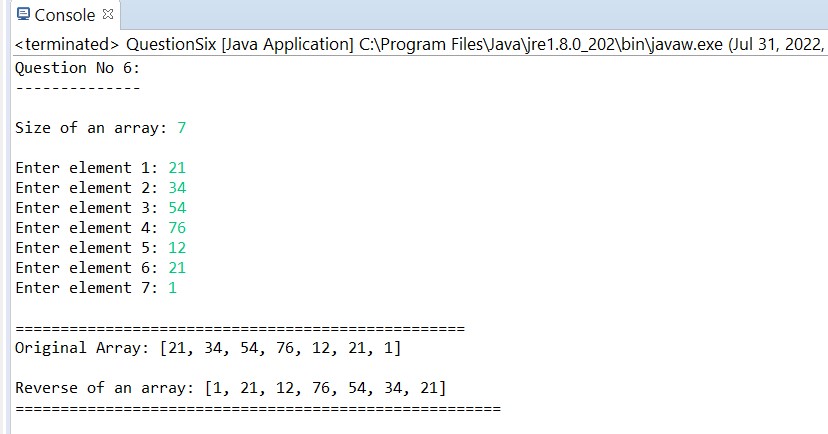 Console
<terminated> QuestionSix [Java Application] C:\Program Files\Java\jre1.8.0_202\bin\javaw.exe (Jul 31, 2022,
Question No 6:
--------------
Size of an array: 7
Enter element 1: 21
Enter element 2: 34
Enter element 3: 54
Enter element 4: 76
Enter element 5: 12
Enter element 6: 21
Enter element 7: 1
==================================================
Original Array: [21, 34, 54, 76, 12, 21, 1]
Reverse of an array: [1, 21, 12, 76, 54, 34, 21]
======================================================